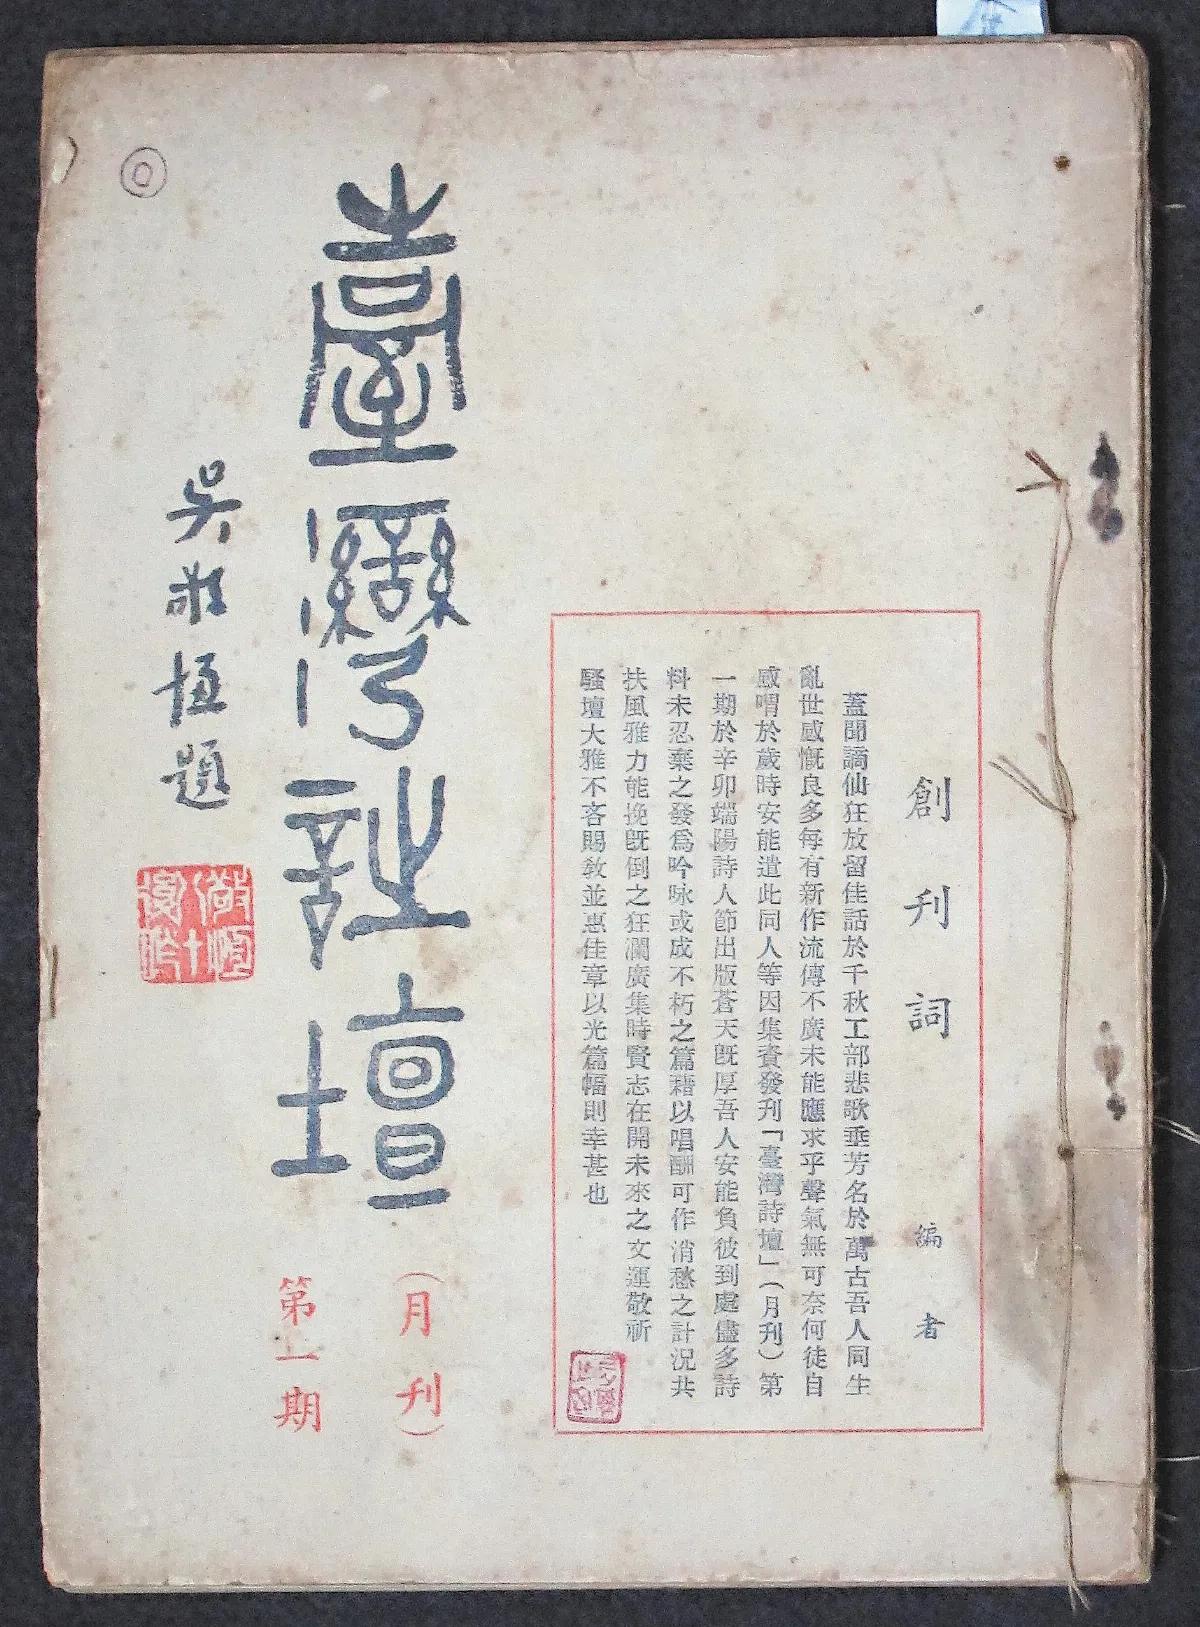 創刊詞 編者
蓋聞謫仙狂放留佳話於千秋工部悲歌垂芳名於萬古吾人同生
亂世感慨良多每有新作流傳不廣未能應求乎聲氣無可奈何徒自
感喟於歲時安能遣此同人等因集資發刊「臺灣詩壇」(月刊)第
一期於辛卯端陽詩人節出版蒼天既厚吾人安能負彼到處儘多詩
料未忍棄之發為吟咏或成不朽之篇藉以唱酬可作消愁之計況共
扶風雅力能挽既倒之狂瀾廣集時賢志在開未來之文運敬祈
騷壇大雅不吝賜敎並惠佳章以光篇幅則幸甚也
臺灣詩壇
(月刊)
第一期
吳敬恆題